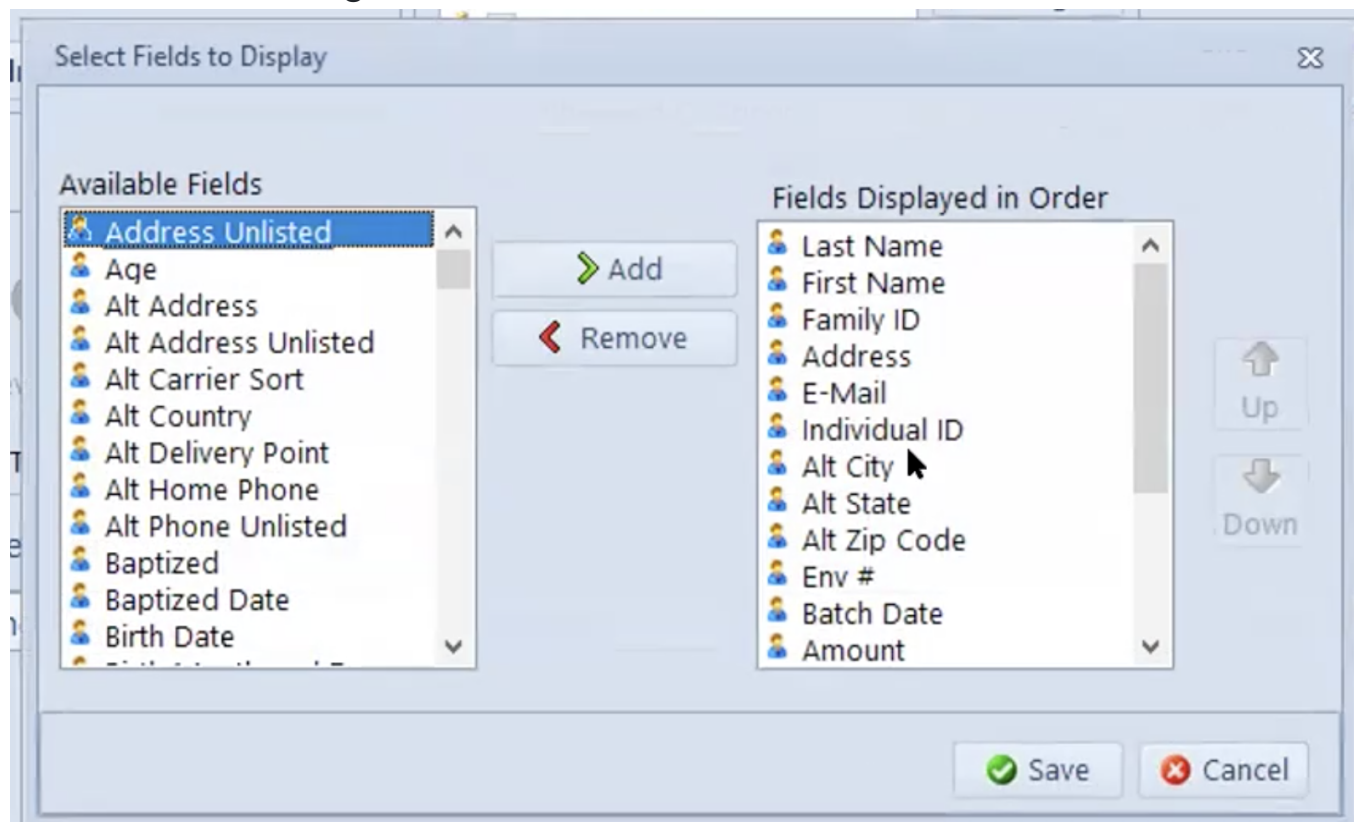 Select Fields to Display
Available Fields
Address Unlisted
Age
Alt Address
Alt Address Unlisted
Alt Carrier Sort
Alt Country
Alt Delivery Point
Alt Home Phone
Alt Phone Unlisted
Baptized
Baptized Date
Birth Date
Add
Remove
Fields Displayed in Order
Last Name
First Name
Family ID
Address
E-Mail
Individual ID
Alt City
Alt State
Alt Zip Code
Env #
Batch Date
Amount
Up
Down
Save
Cancel